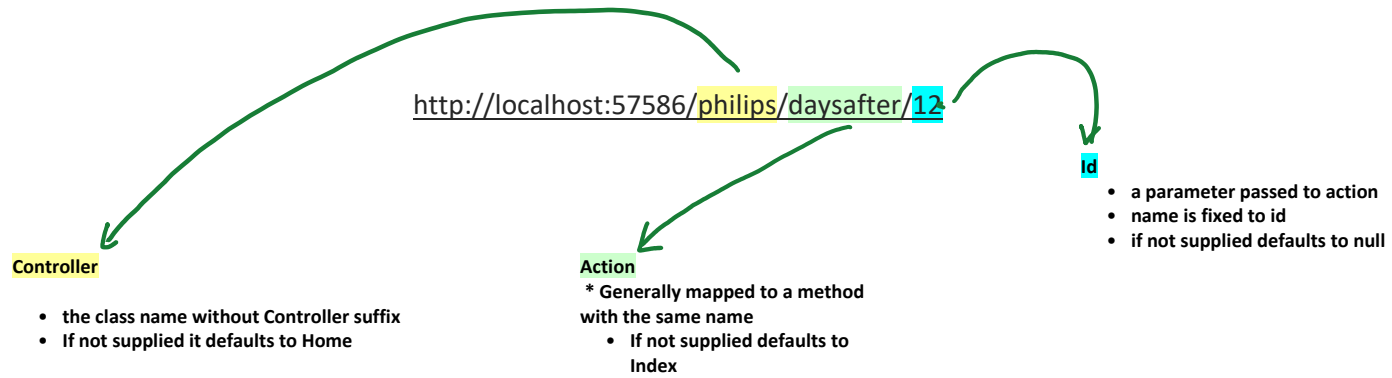 http://localhost:57586/philips/daysafter/12
Id
• a parameter passed to action
• name is fixed to id
• if not supplied defaults to null
Controller
• the class name without Controller suffix
• If not supplied it defaults to Home
Action
* Generally mapped to a method
with the same name
• If not supplied defaults to
Index